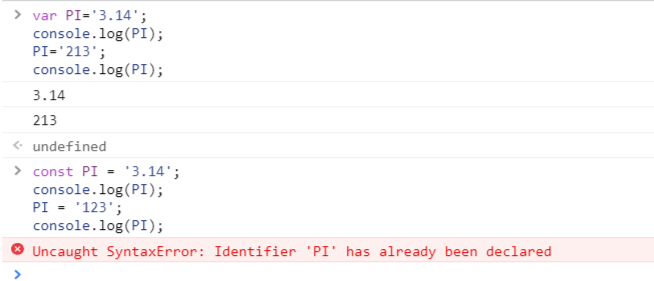 > var PI='3.14';
console.log(PI);
PI='213';
console.log(PI);
3.14
213
<· undefined
> const PI = '3.14';
console.log(PI);
PI = '123';
console.log(PI);
Uncaught SyntaxError: Identifier 'PI' has already been declared
>